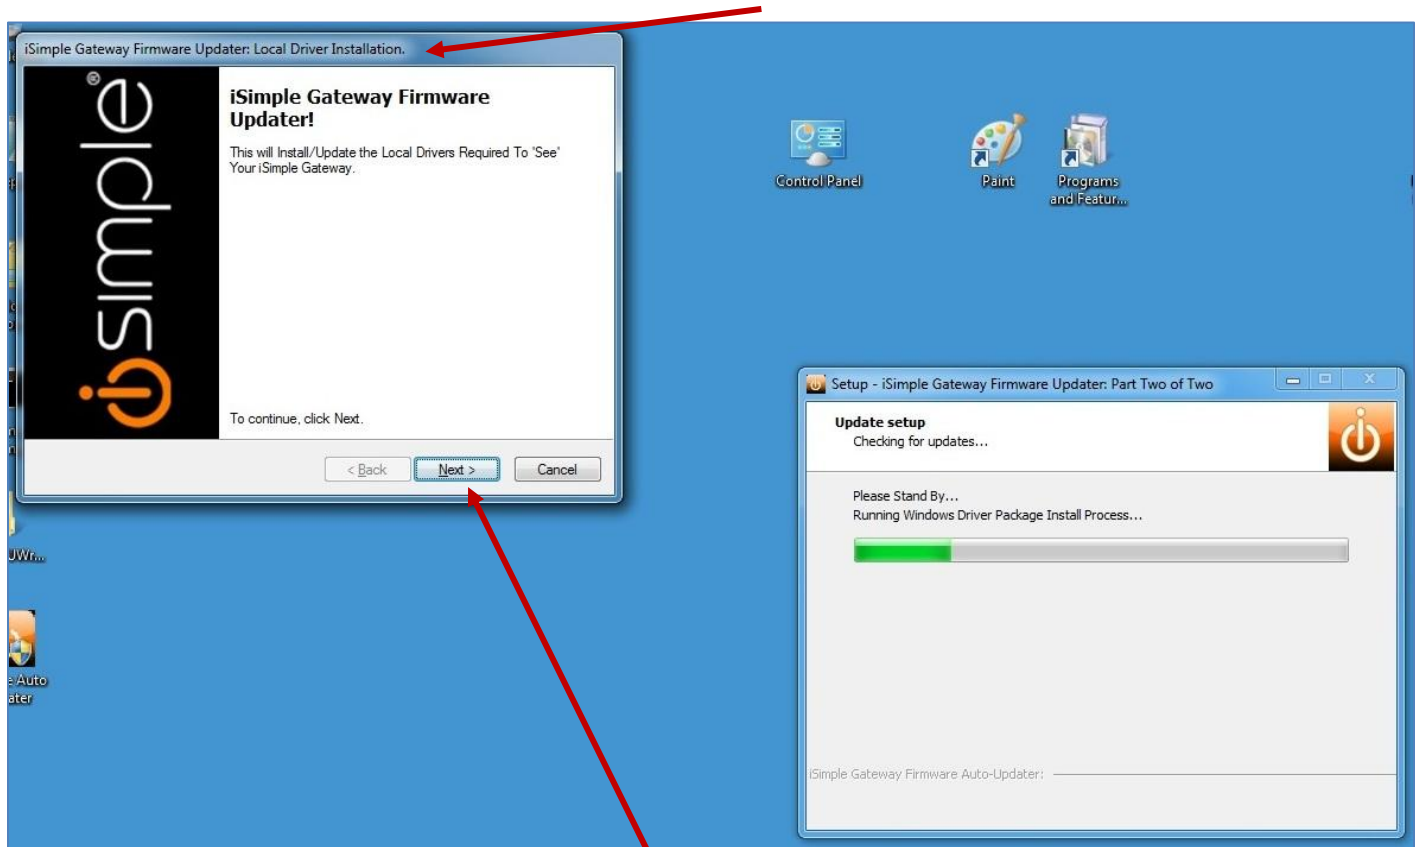 iSimple Gateway Firmware Updater: Local Driver Installation.
isimple®
iSimple Gateway Firmware
Updater!
This will Install/Update the Local Drivers Required To 'See'
Your iSimple Gateway.
To continue, click Next.
< Back
Next >
Cancel
Control Panel
Paint
Programs
and Featur...
Setup - iSimple Gateway Firmware Updater: Part Two of Two
Update setup
Checking for updates...
Please Stand By...
Running Windows Driver Package Install Process...
iSimple Gateway Firmware Auto-Updater:
UWr...
Auto
ater